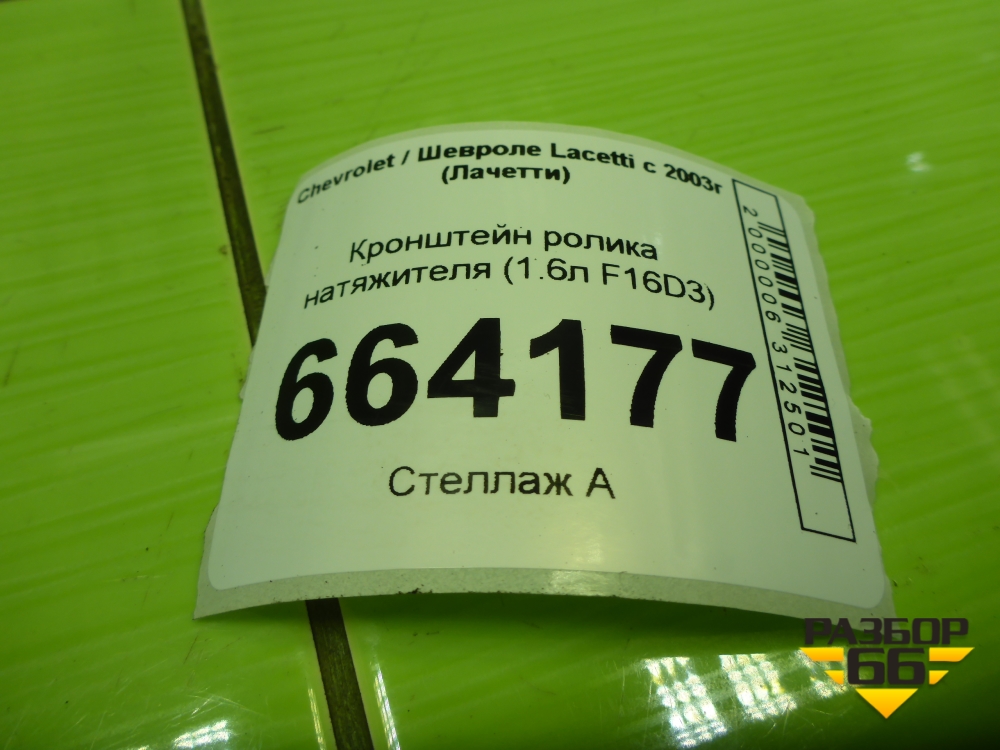 Chevrolet / Шевроле Lacetti с 2003г
(Лачетти)
Кронштейн ролика
натяжителя (1.6л F16D3)
664177
Стеллаж А
2000006312501
РАЗБОР
66